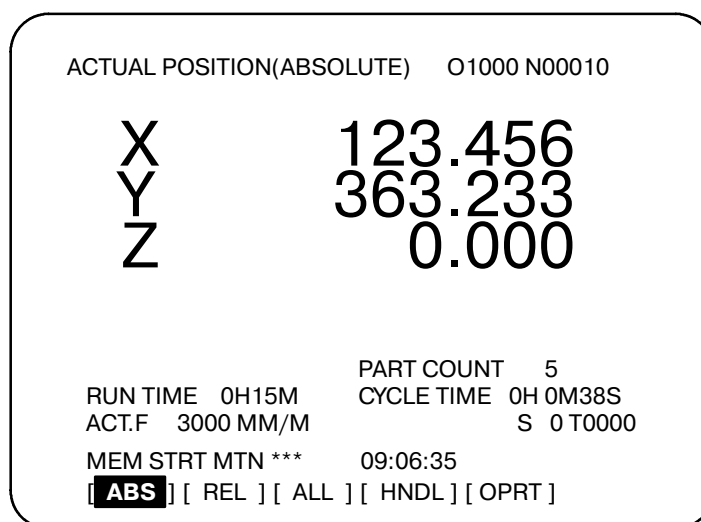 ACTUAL POSITION(ABSOLUTE) O1000 N00010
X 123.456
Y 363.233
Z 0.000
PART COUNT 5
RUN TIME 0H15M CYCLE TIME 0H 0M38S
ACT.F 3000 MM/M S 0 T0000
MEM STRT MTN *** 09:06:35
[ ABS ] [ REL ] [ ALL ] [ HNDL ] [ OPRT ]